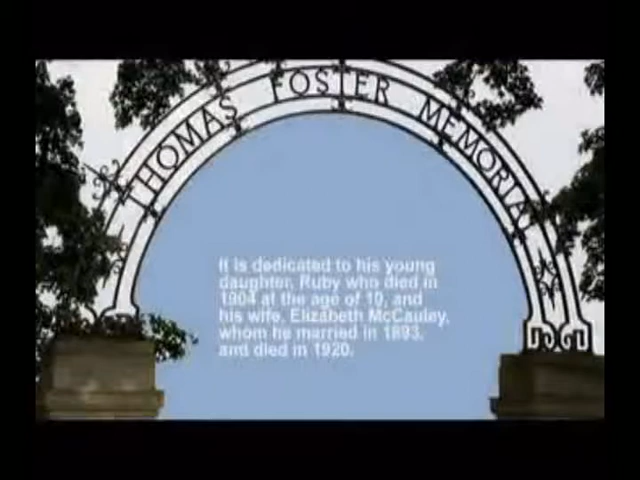 THOMAS FOSTER MEMORIAL
It is dedicated to his young
daughter, Ruby who died in
1904 at the age of 10, and
his wife, Elizabeth McCauley,
whom he married in 1893,
and died in 1920.